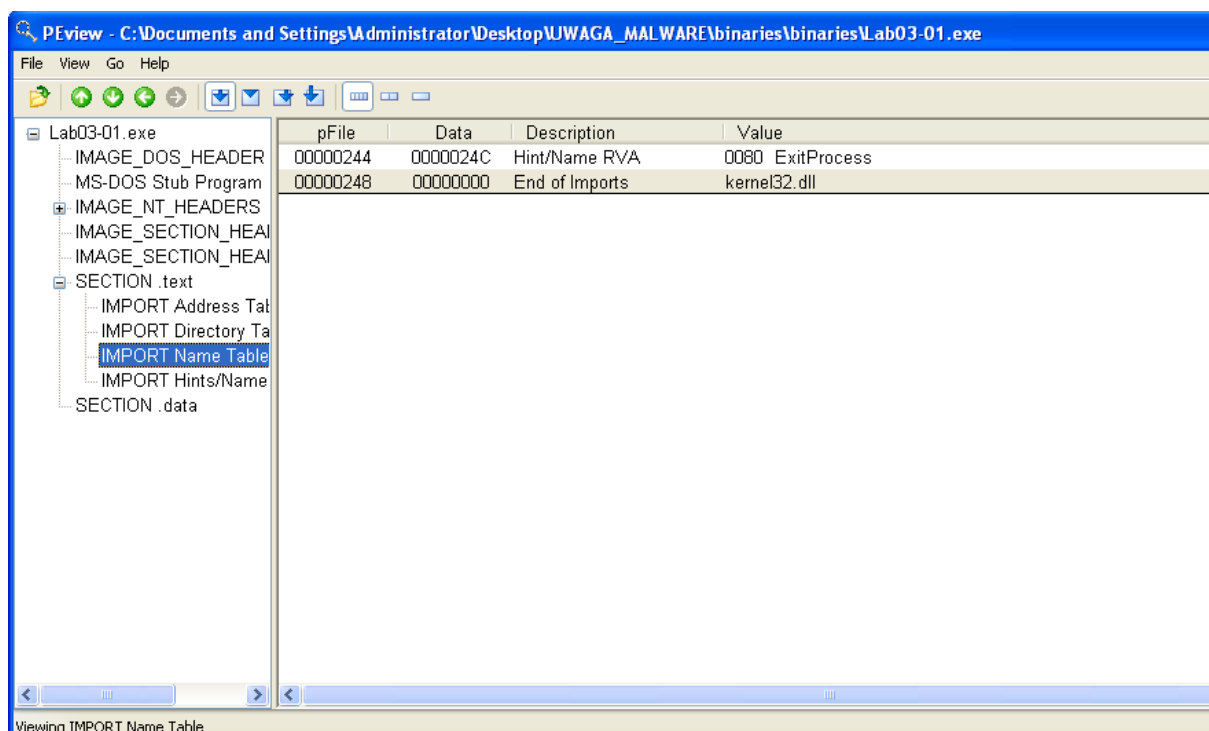 PEview - C:\Documents and Settings\Administrator\Desktop\UWAGA_MALWARE\binaries\binaries\Lab03-01.exe
File View Go Help
Lab03-01.exe
IMAGE_DOS_HEADER
MS-DOS Stub Program
IMAGE_NT_HEADERS
IMAGE_SECTION_HEA
IMAGE_SECTION_HEA
SECTION .text
IMPORT Address Tab
IMPORT Directory Ta
IMPORT Name Table
IMPORT Hints/Name
SECTION .data
pFile Data Description Value
00000244 0000024C Hint/Name RVA 0080 ExitProcess
00000248 00000000 End of Imports kernel32.dll
Viewing IMPORT Name Table